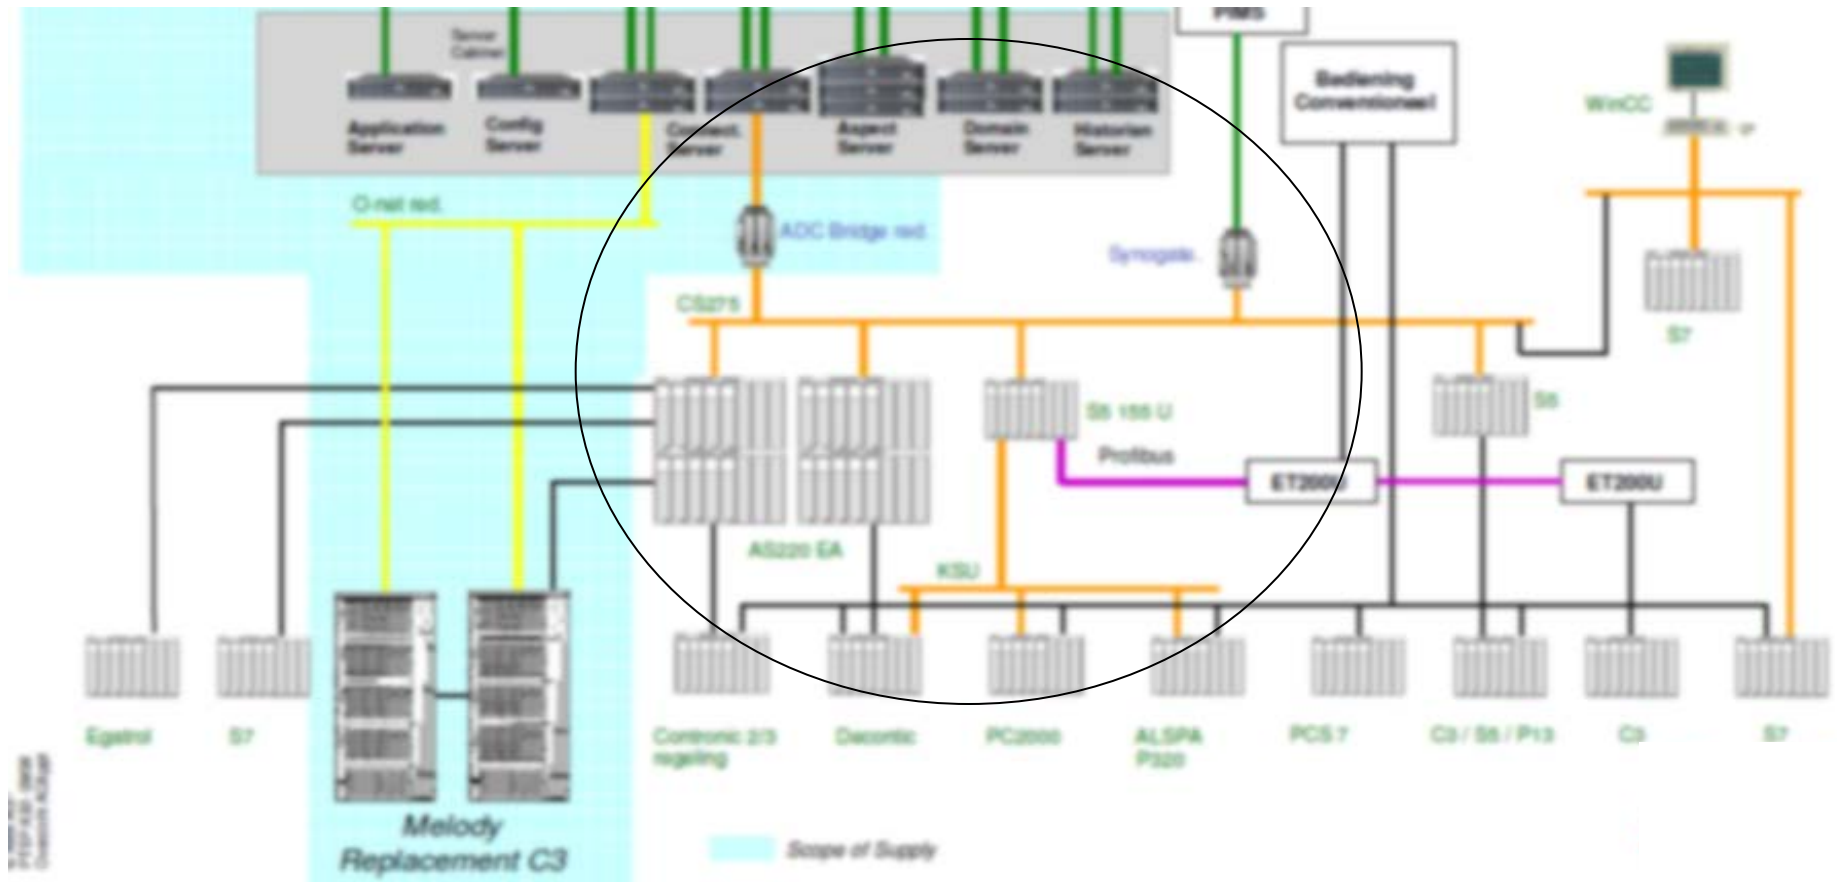 PIMS
Server
Cabinet
Bediening
Conventioneel
WinCC
Application
Server
Config
Server
Connect.
Server
Aspect
Server
Domain
Server
Historian
Server
O-net red.
ADC Bridge red.
Synogate.
CS275
S7
S5 155 U
S5
Profibus
ET200U
ET200U
AS220 EA
KSU
Egatrol
S7
Contronic 2/3
regeling
Decontic
PC2000
ALSPA
P320
PCS 7
C3 / S5 / P13
C3
S7
Melody
Replacement C3
Scope of Supply